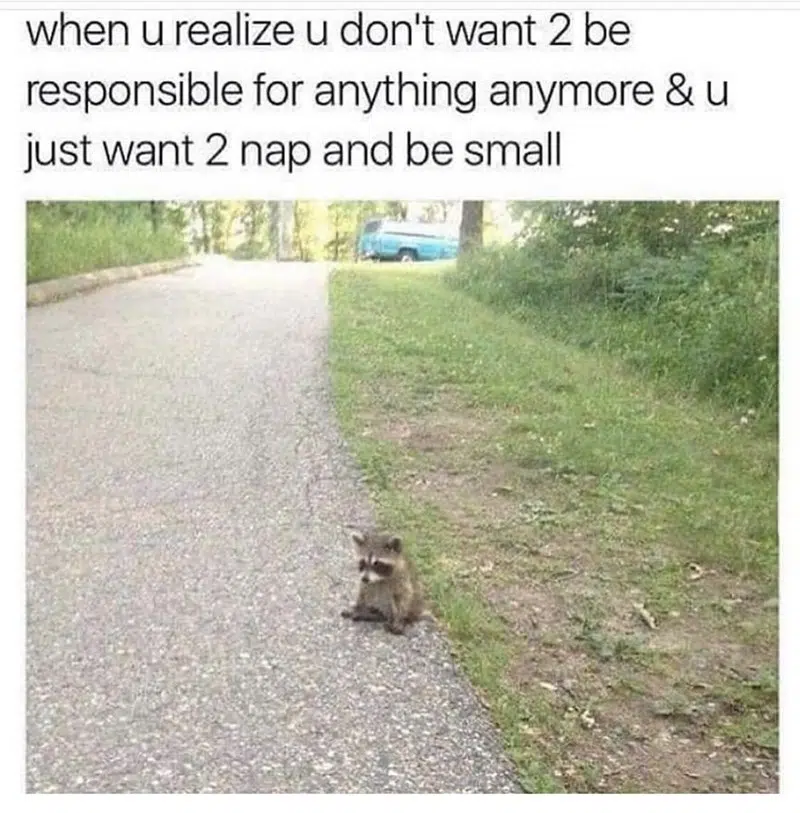 when u realize u don't want 2 be
responsible for anything anymore & u
just want 2 nap and be small